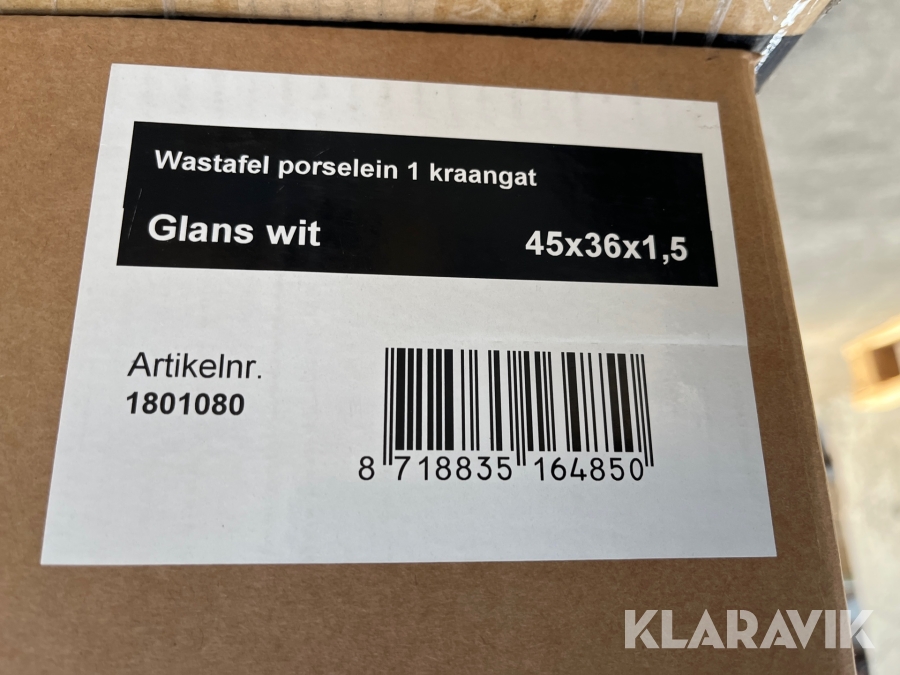 Wastafel porselein 1 kraangat
Glans wit
45x36x1,5
Artikelnr.
1801080
8 718835 164850
KLARAVIK